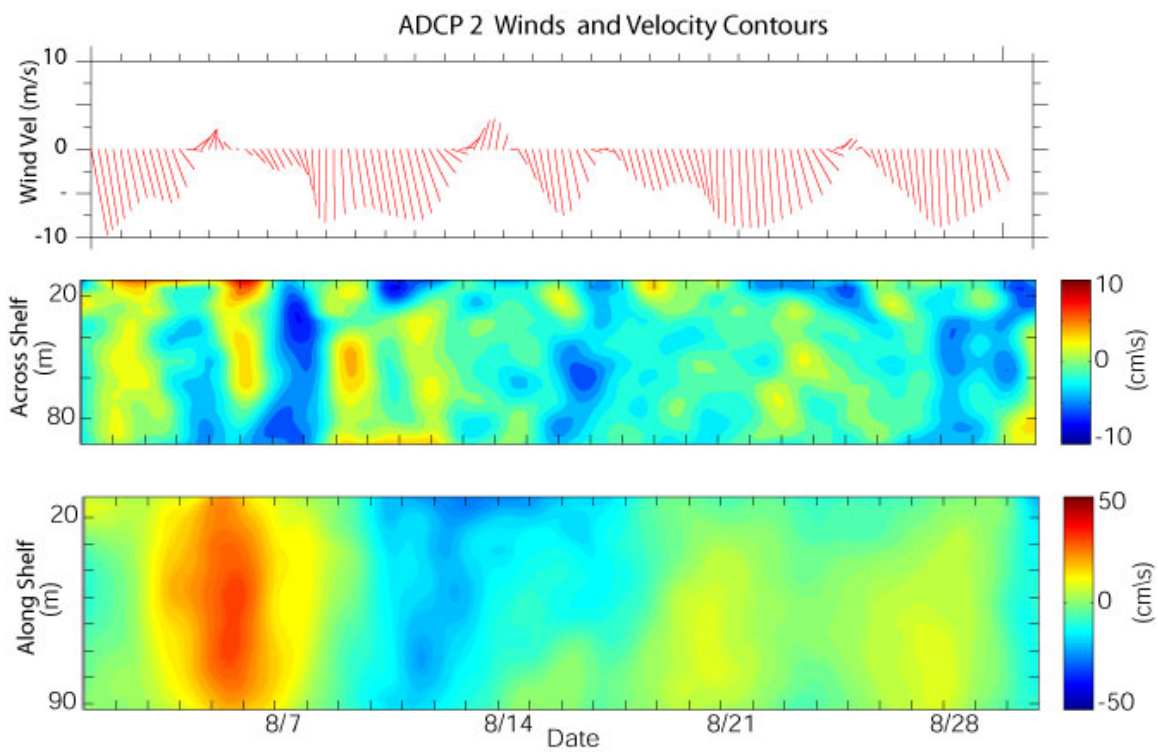 ADCP 2 Winds and Velocity Contours
Wind Vel (m/s)
10
0
-
-10
Across Shelf
(m)
20
80
10
0
-10
(cm\s)
Along Shelf
(m)
20
90
50
0
-50
(cm\s)
8/7
8/14
8/21
8/28
Date